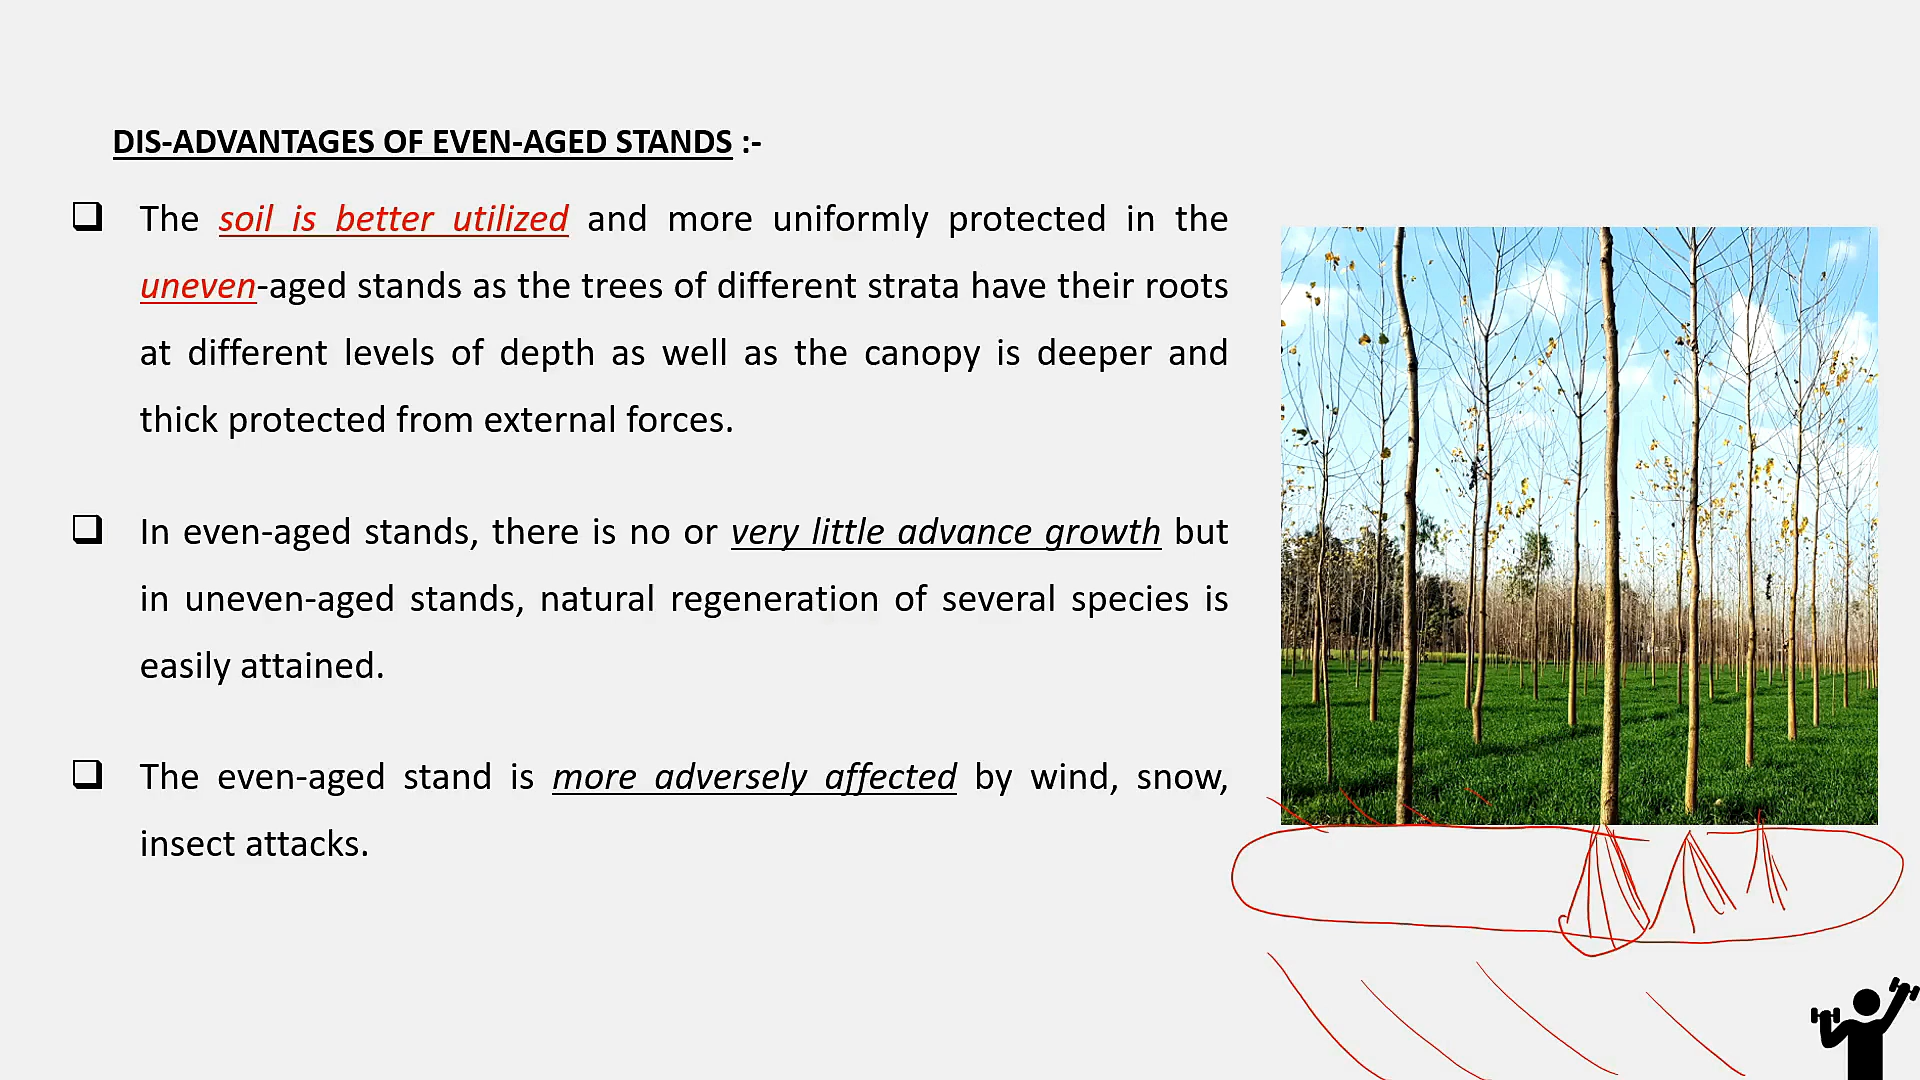 DIS-ADVANTAGES OF EVEN-AGED STANDS :-
The soil is better utilized and more uniformly protected in the
uneven-aged stands as the trees of different strata have their roots
at different levels of depth as well as the canopy is deeper and
thick protected from external forces.
In even-aged stands, there is no or very little advance growth but
in uneven-aged stands, natural regeneration of several species is
easily attained.
The even-aged stand is more adversely affected by wind, snow,
insect attacks.